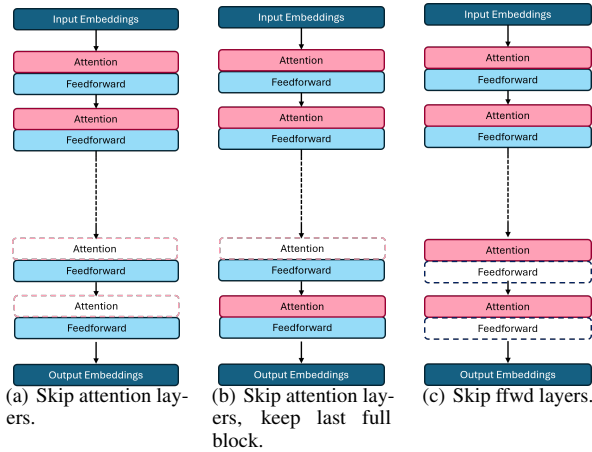 Input Embeddings
Attention
Feedforward
Attention
Feedforward
Attention
Feedforward
Attention
Feedforward
Output Embeddings
(a) Skip attention lay-
ers.
Input Embeddings
Attention
Feedforward
Attention
Feedforward
Attention
Feedforward
Attention
Feedforward
Output Embeddings
(b) Skip attention lay-
ers, keep last full
block.
Input Embeddings
Attention
Feedforward
Attention
Feedforward
Attention
Feedforward
Attention
Feedforward
Output Embeddings
(c) Skip ffwd layers.